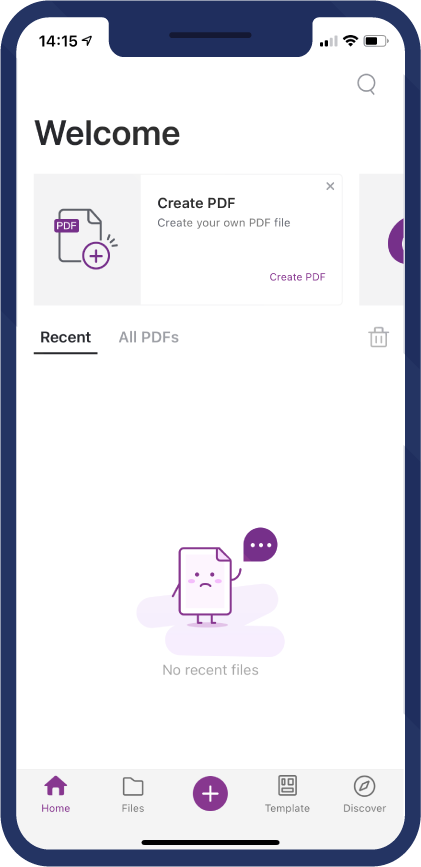 14:15
Welcome
PDF
Create PDF
Create your own PDF file
Create PDF
Recent
All PDFs
No recent files
Home
Files
Template
Discover